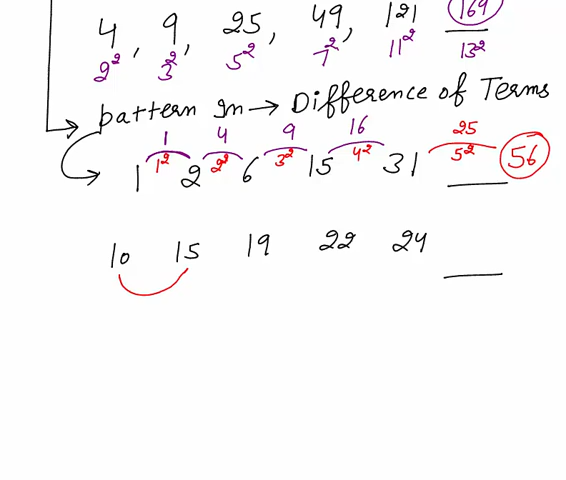 169
4, 9, 25, 49, 121
2² 3² 5² 7² 11² 13²
pattern In → Difference of Terms
1 4 9 16 25
1² 2² 3² 4² 5²
1 2 6 15 31 56
10 15 19 22 24